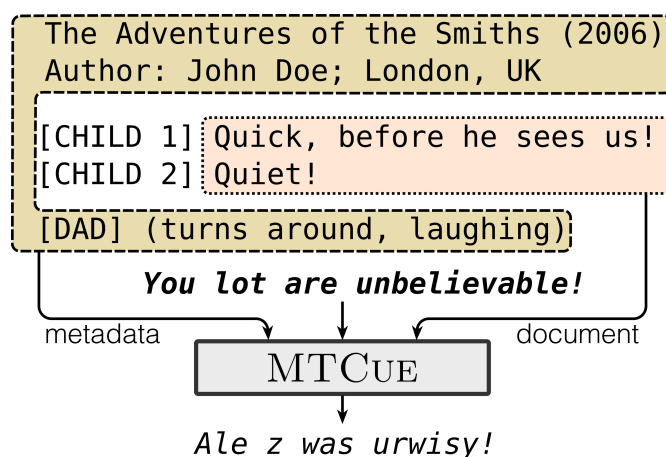 The Adventures of the Smiths (2006)
Author: John Doe; London, UK
[CHILD 1] Quick, before he sees us!
[CHILD 2] Quiet!
[DAD] (turns around, laughing)
You lot are unbelievable!
metadata
document
MTCUE
Ale z was urwisy!